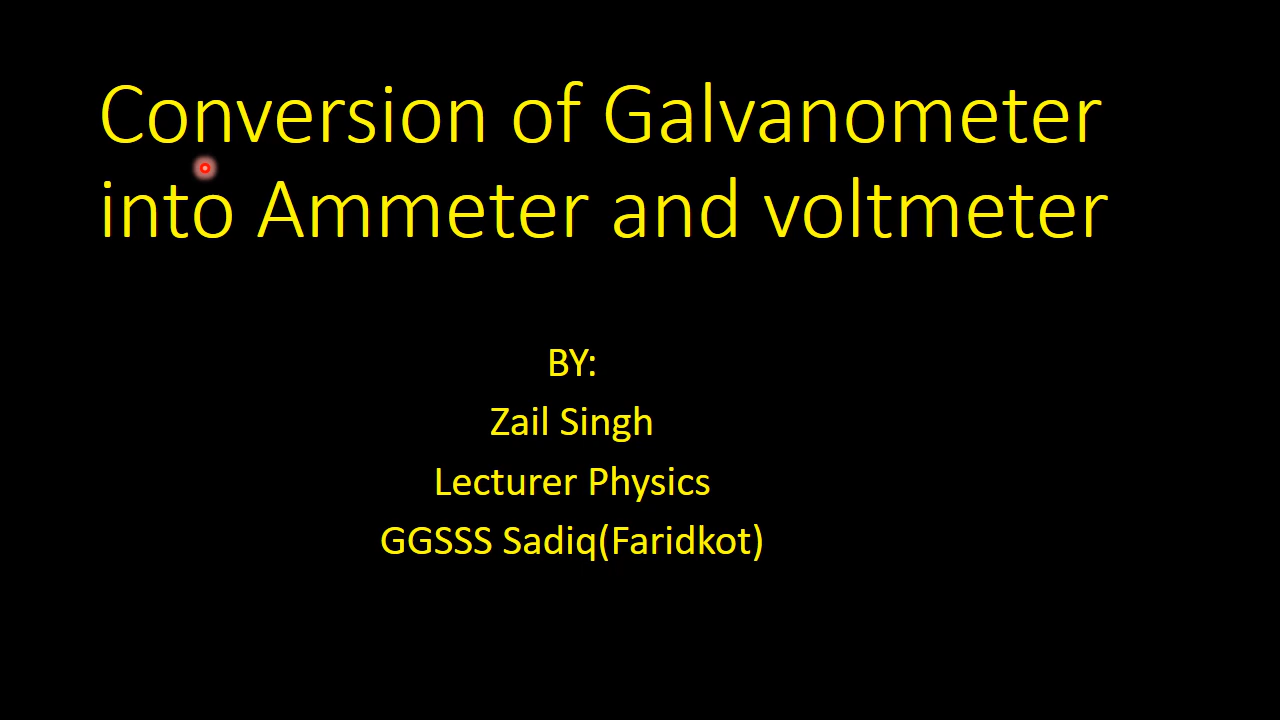 Conversion of Galvanometer
into Ammeter and voltmeter
BY:
Zail Singh
Lecturer Physics
GGSSS Sadiq(Faridkot)